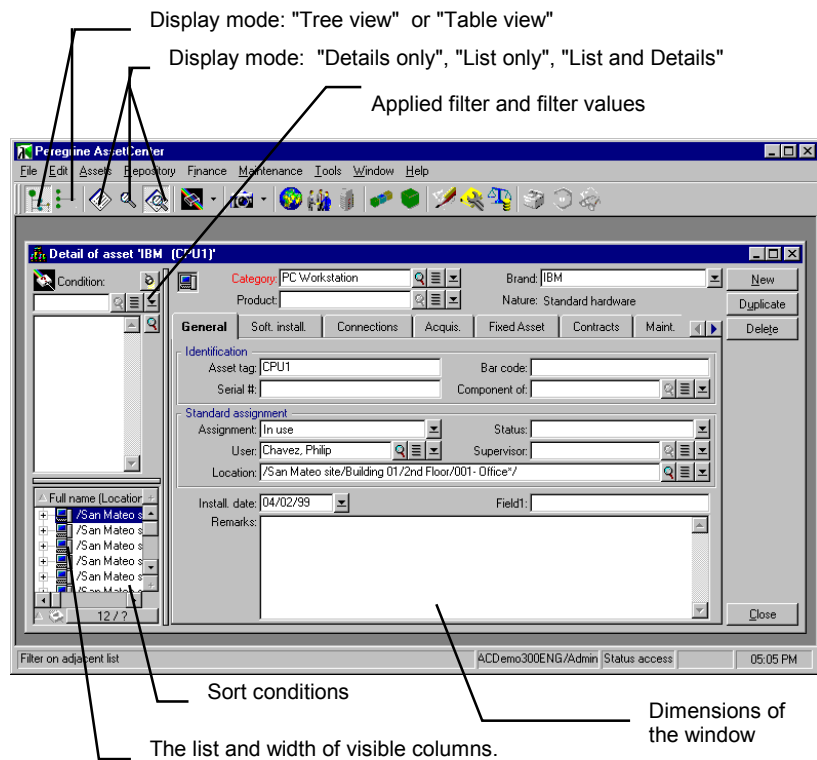 Display mode: "Tree view" or "Table view"
Display mode: "Details only", "List only", "List and Details"
Applied filter and filter values
Peregrine AssetCenter
File Edit Assets Repository Finance Maintenance Tools Window Help
Detail of asset 'IBM (CPU1)'
Condition:
Category: PC Workstation
Brand: IBM
New
Product:
Nature: Standard hardware
Duplicate
General Soft. install. Connections Acquis. Fixed Asset Contracts Maint.
Delete
Identification
Asset tag: CPU1
Bar code:
Serial #:
Component of:
Standard assignment
Assignment: In use
Status:
User: Chavez, Philip
Supervisor:
Location: /San Mateo site/Building 01/2nd Floor/001- Office*/
Full name (Location
/San Mateo s
/San Mateo s
/San Mateo s
/San Mateo s
/San Mateo s
/San Mateo s
12 / ?
Install. date: 04/02/99
Field1:
Remarks:
Close
Filter on adjacent list
ACDemo300ENG/Admin
Status access
05:05 PM
Sort conditions
Dimensions of
the window
The list and width of visible columns.